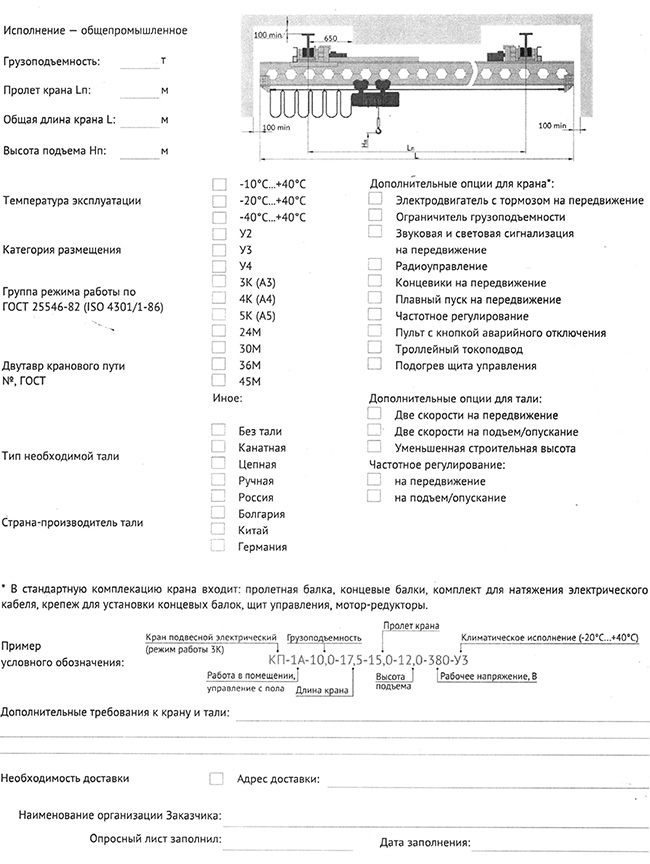 Исполнение — общепромышленное
Грузоподъемность: т
Пролет крана Lп: м
Общая длина крана L: м
Высота подъема Нп: м
100 min
650
100 min
100 min
Нп
Lп
L
Температура эксплуатации
-10°C...+40°C
-20°C...+40°C
-40°C...+40°C
Категория размещения
У2
У3
У4
Группа режима работы по
ГОСТ 25546-82 (ISO 4301/1-86)
3К (А3)
4К (А4)
5К (А5)
Двутавр кранового пути
№, ГОСТ
24М
30М
36М
45М
Иное:
Тип необходимой тали
Без тали
Канатная
Цепная
Ручная
Страна-производитель тали
Россия
Болгария
Китай
Германия
Дополнительные опции для крана*:
Электродвигатель с тормозом на передвижение
Ограничитель грузоподъемности
Звуковая и световая сигнализация
на передвижение
Радиоуправление
Концевики на передвижение
Плавный пуск на передвижение
Частотное регулирование
Пульт с кнопкой аварийного отключения
Троллейный токоподвод
Подогрев щита управления
Дополнительные опции для тали:
Две скорости на передвижение
Две скорости на подъем/опускание
Уменьшенная строительная высота
Частотное регулирование:
на передвижение
на подъем/опускание
* В стандартную комплекацию крана входит: пролетная балка, концевые балки, комплект для натяжения электрического
кабеля, крепеж для установки концевых балок, щит управления, мотор-редукторы.
Пример
условного обозначения:
Кран подвесной электрический
(режим работы 3К)
Грузоподъемность
Пролет крана
Климатическое исполнение (-20°C...+40°C)
КП-1А-10,0-17,5-15,0-12,0-380-У3
Работа в помещении,
управление с пола
Длина крана
Высота
подъема
Рабочее напряжение, В
Дополнительные требования к крану и тали:
Необходимость доставки
Адрес доставки:
Наименование организации Заказчика:
Опросный лист заполнил:
Дата заполнения: